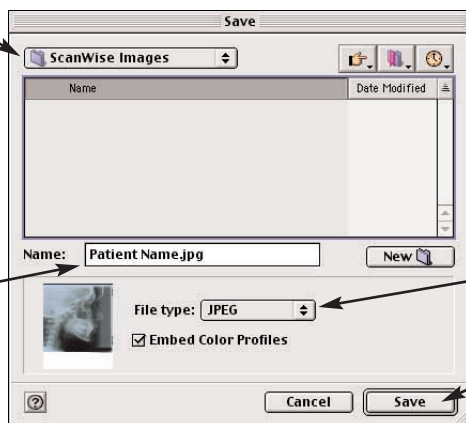 Save
ScanWise Images
Name Date Modified
Name: Patient Name.jpg New
File type: JPEG
Embed Color Profiles
? Cancel Save